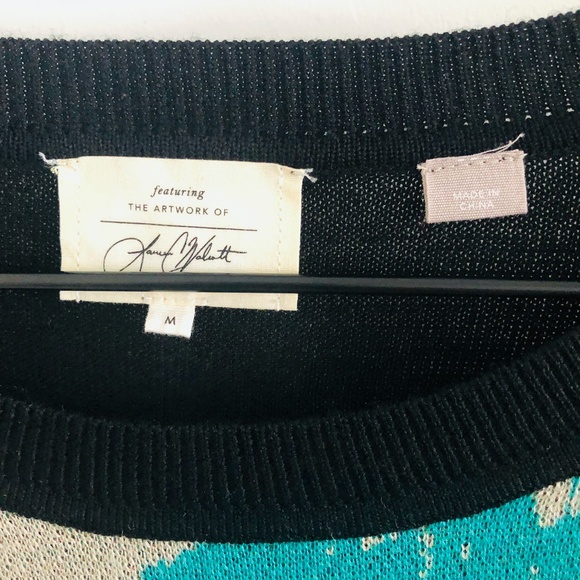 featuring
THE ARTWORK OF
M
MADE IN
CHINA